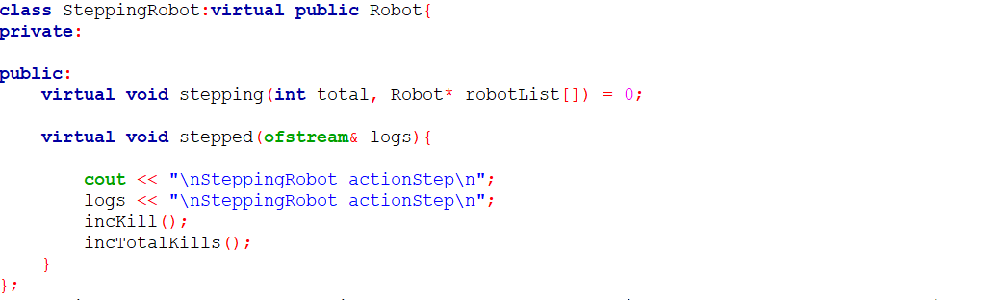 class SteppingRobot:virtual public Robot{
private:
public:
virtual void stepping(int total, Robot* robotList[]) = 0;
virtual void stepped(ofstream& logs){
cout << "\nSteppingRobot actionStep\n";
logs << "\nSteppingRobot actionStep\n";
incKill();
incTotalKills();
}
};